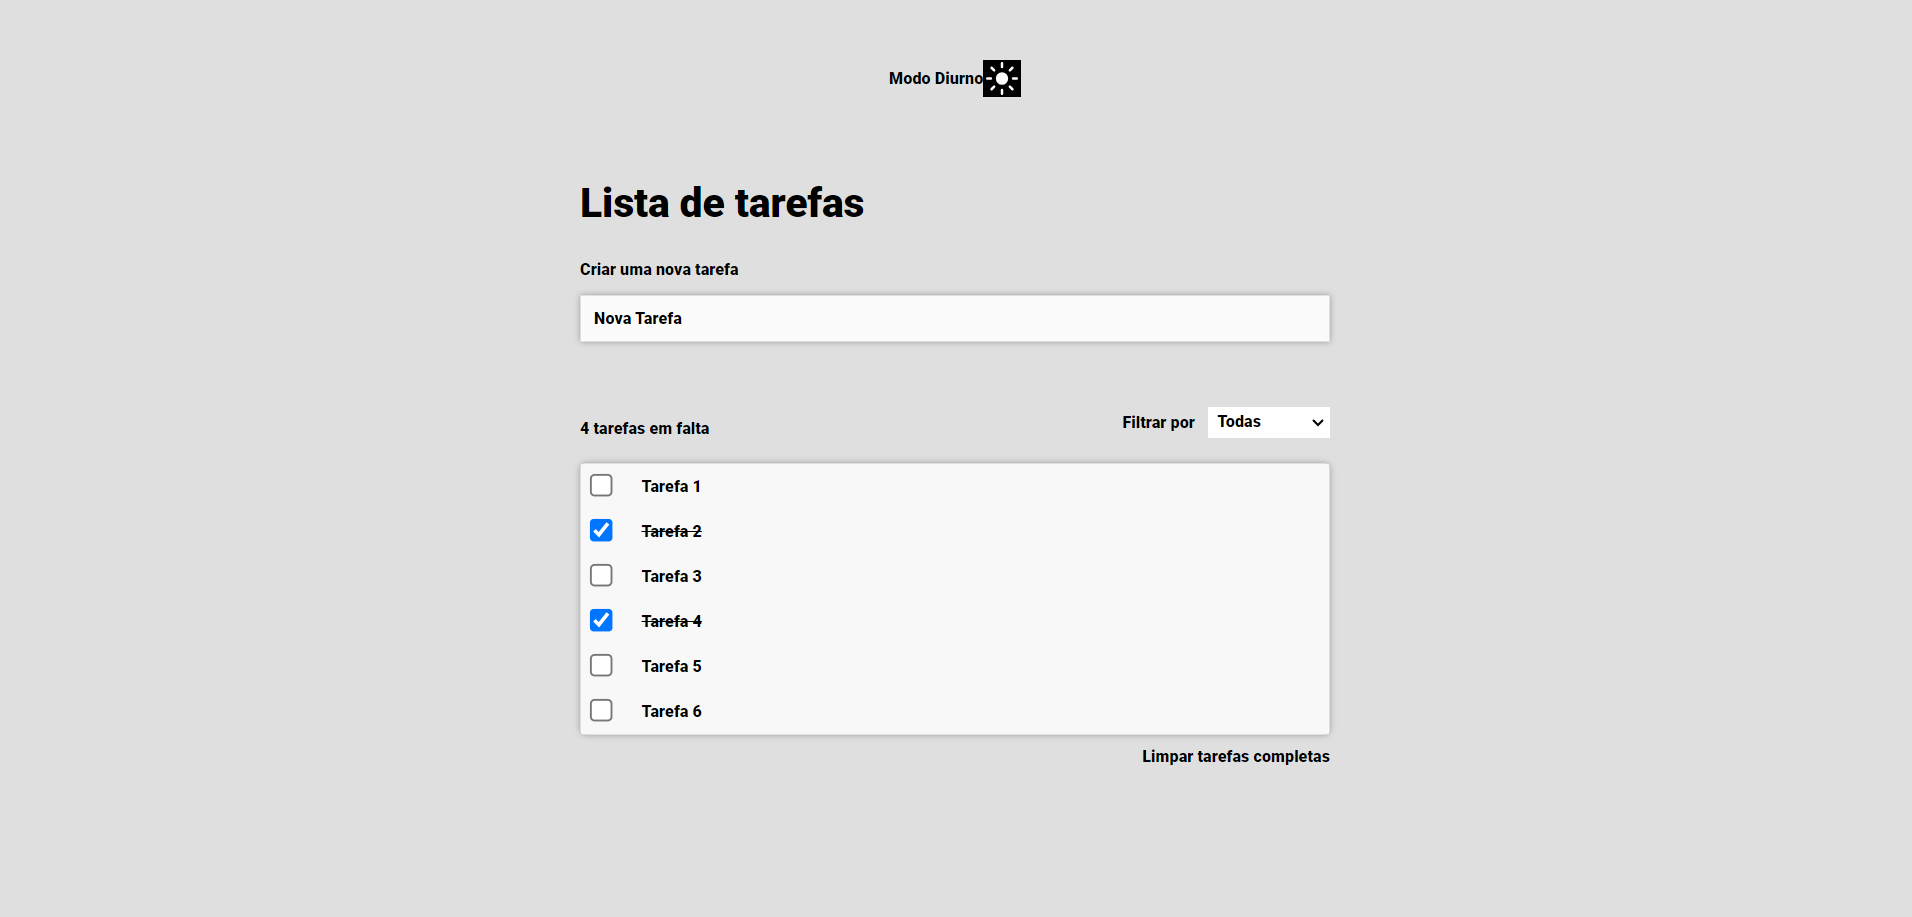 Modo Diurno
Lista de tarefas
Criar uma nova tarefa
Nova Tarefa
4 tarefas em falta
Filtrar por Todas
Tarefa 1
Tarefa 2
Tarefa 3
Tarefa 4
Tarefa 5
Tarefa 6
Limpar tarefas completas